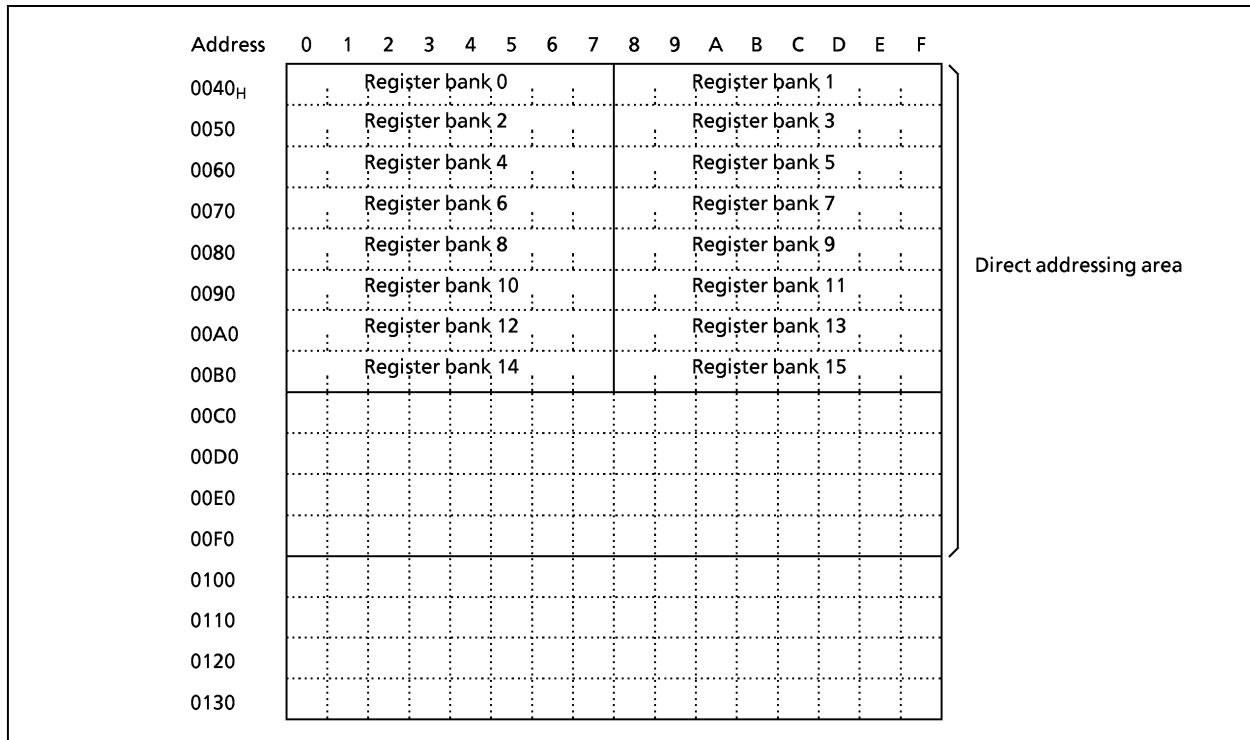 Address 0 1 2 3 4 5 6 7 8 9 A B C D E F
0040H Register bank 0 Register bank 1
0050 Register bank 2 Register bank 3
0060 Register bank 4 Register bank 5
0070 Register bank 6 Register bank 7
0080 Register bank 8 Register bank 9
Direct addressing area
0090 Register bank 10 Register bank 11
00A0 Register bank 12 Register bank 13
00B0 Register bank 14 Register bank 15
00C0
00D0
00E0
00F0
0100
0110
0120
0130